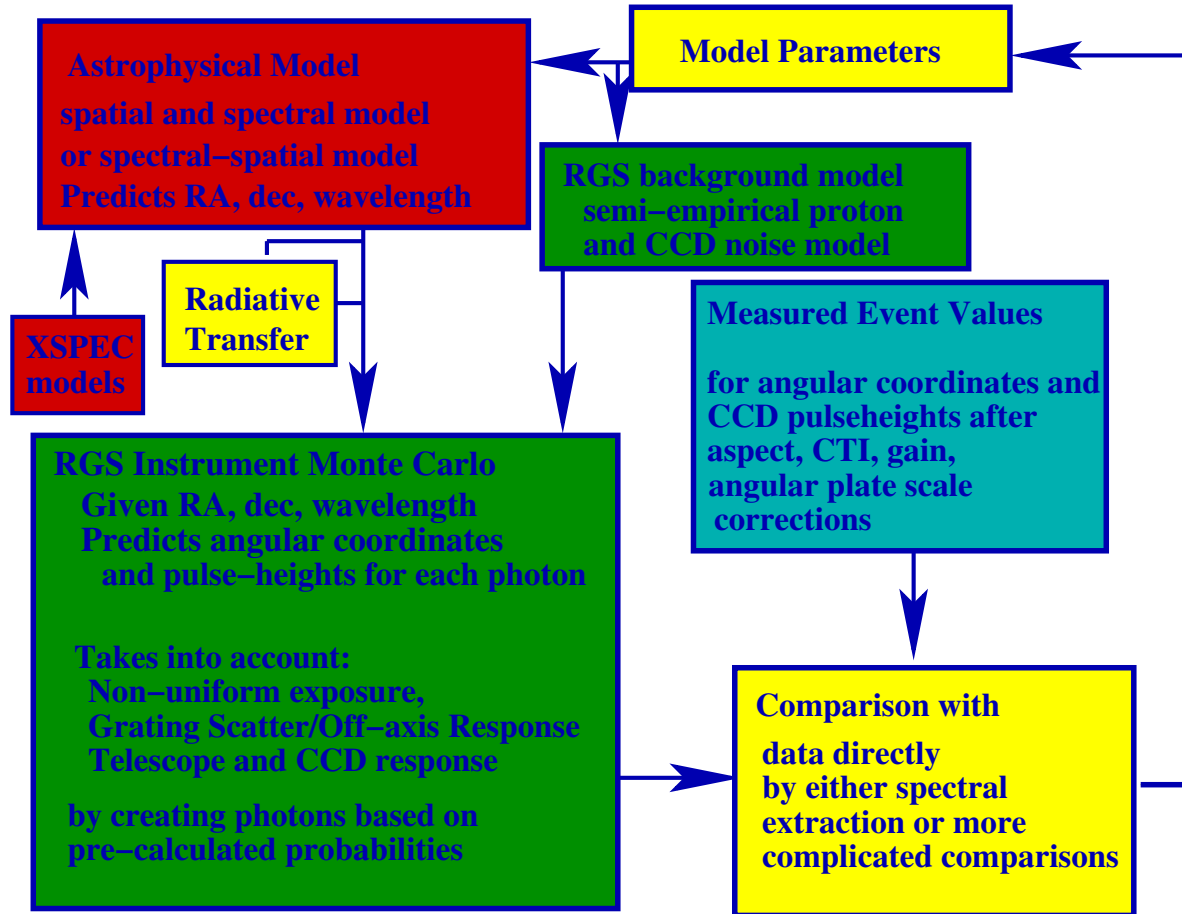 Model Parameters
Astrophysical Model
spatial and spectral model
or spectral−spatial model
Predicts RA, dec, wavelength
RGS background model
semi−empirical proton
and CCD noise model
Radiative
Transfer
XSPEC
models
Measured Event Values
for angular coordinates and
CCD pulseheights after
aspect, CTI, gain,
angular plate scale
corrections
RGS Instrument Monte Carlo
Given RA, dec, wavelength
Predicts angular coordinates
and pulse−heights for each photon
Takes into account:
Non−uniform exposure,
Grating Scatter/Off−axis Response
Telescope and CCD response
by creating photons based on
pre−calculated probabilities
Comparison with
data directly
by either spectral
extraction or more
complicated comparisons